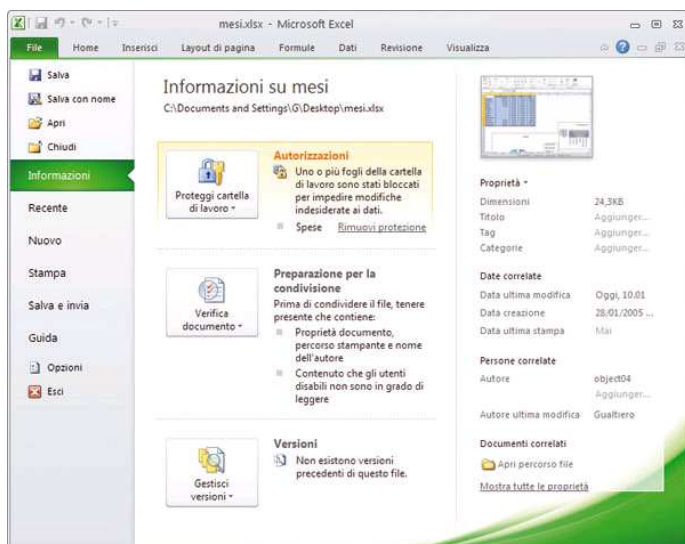 mesi.xlsx - Microsoft Excel
File Home Inserisci Layout di pagina Formule Dati Revisione Visualizza
Salva
Salva con nome
Apri
Chiudi
Informazioni
Recente
Nuovo
Stampa
Salva e invia
Guida
Opzioni
Esci
Informazioni su mesi
C:\Documents and Settings\G\Desktop\mesi.xlsx
Proteggi cartella
di lavoro
Autorizzazioni
Uno o più fogli della cartella
di lavoro sono stati bloccati
per impedire modifiche
indesiderate ai dati.
Spese Rimuovi protezione
Verifica
documento
Preparazione per la
condivisione
Prima di condividere il file, tenere
presente che contiene:
Proprietà documento,
percorso stampante e nome
dell'autore
Contenuto che gli utenti
disabili non sono in grado di
leggere
Gestisci
versioni
Versioni
Non esistono versioni
precedenti di questo file.
Proprietà
Dimensioni 24,3KB
Titolo Aggiunger...
Tag Aggiunger...
Categorie Aggiunger...
Date correlate
Data ultima modifica Oggi, 10.01
Data creazione 28/01/2005 ...
Data ultima stampa Mai
Persone correlate
Autore object04
Aggiunger...
Autore ultima modifica Gualtiero
Documenti correlati
Apri percorso file
Mostra tutte le proprietà